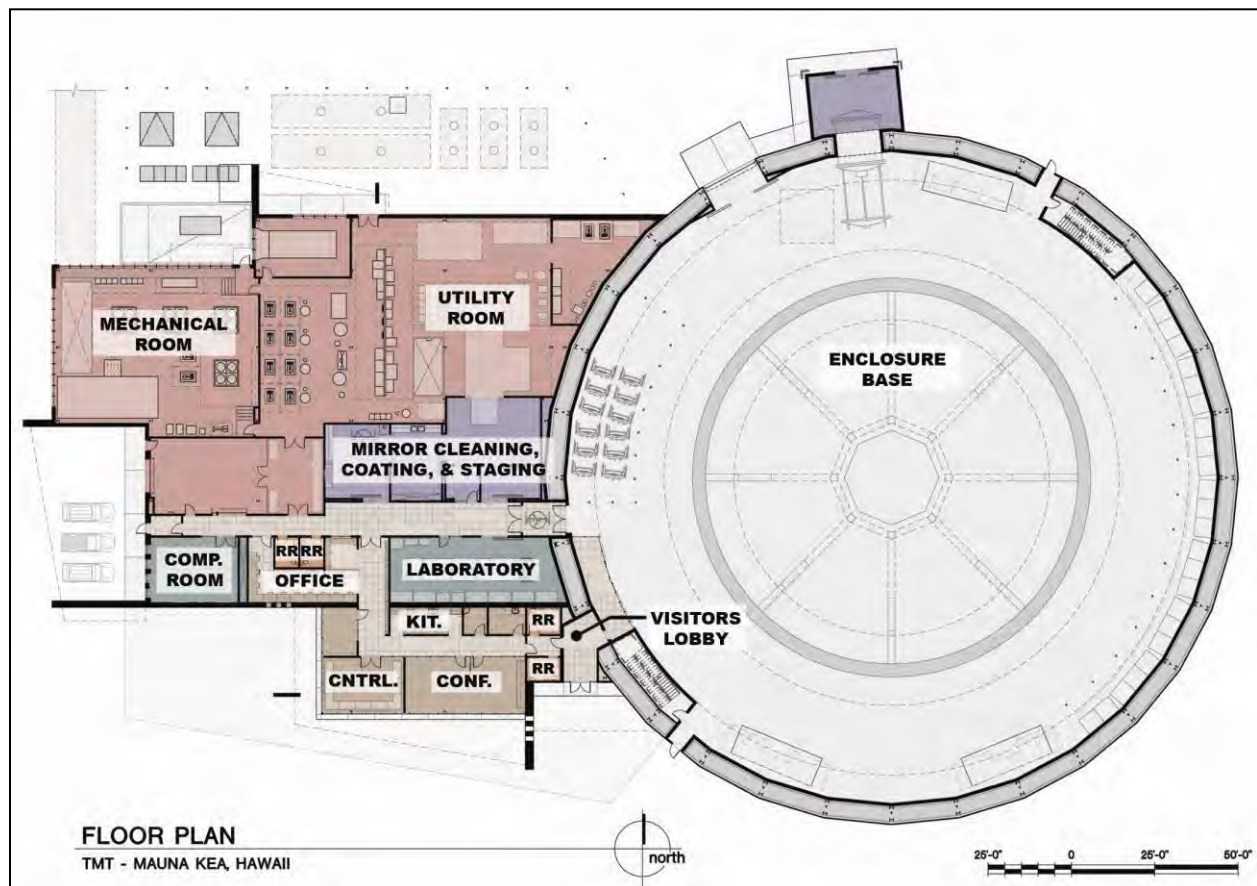 MECHANICAL
ROOM
UTILITY
ROOM
ENCLOSURE
BASE
MIRROR CLEANING,
COATING, & STAGING
COMP.
ROOM
RR
RR
OFFICE
LABORATORY
KIT.
RR
VISITORS
LOBBY
RR
CNTRL.
CONF.
FLOOR PLAN
TMT - MAUNA KEA, HAWAII
north
25'-0" 0 25'-0" 50'-0"